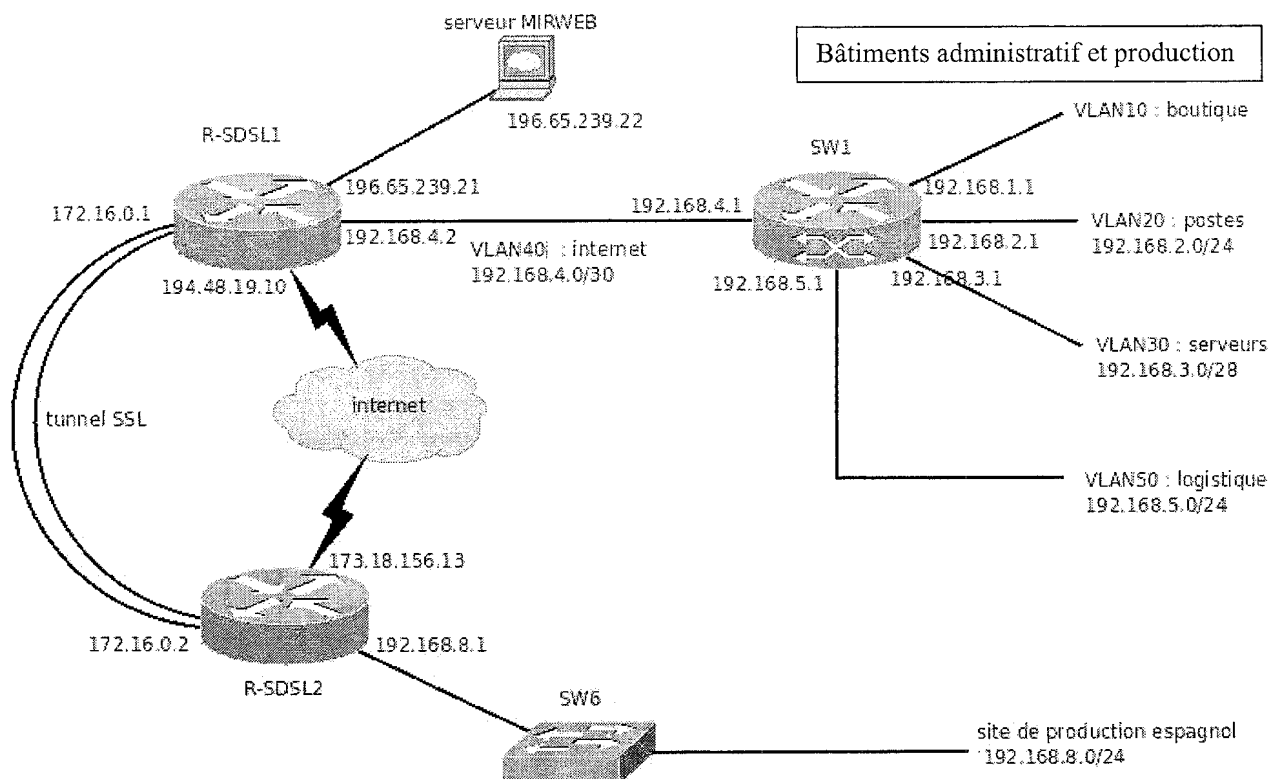 serveur MIRWEB
Bâtiments administratif et production
196.65.239.22
VLAN10 : boutique
R-SDSL1
SW1
196.65.239.21
192.168.1.1
172.16.0.1
192.168.4.1
192.168.4.2
VLAN20 : postes
192.168.2.0/24
192.168.2.1
VLAN40 : internet
192.168.4.0/30
194.48.19.10
192.168.5.1
192.168.3.1
VLAN30 : serveurs
192.168.3.0/28
internet
tunnel SSL
VLAN50 : logistique
192.168.5.0/24
173.18.156.13
172.16.0.2
192.168.8.1
R-SDSL2
SW6
site de production espagnol
192.168.8.0/24